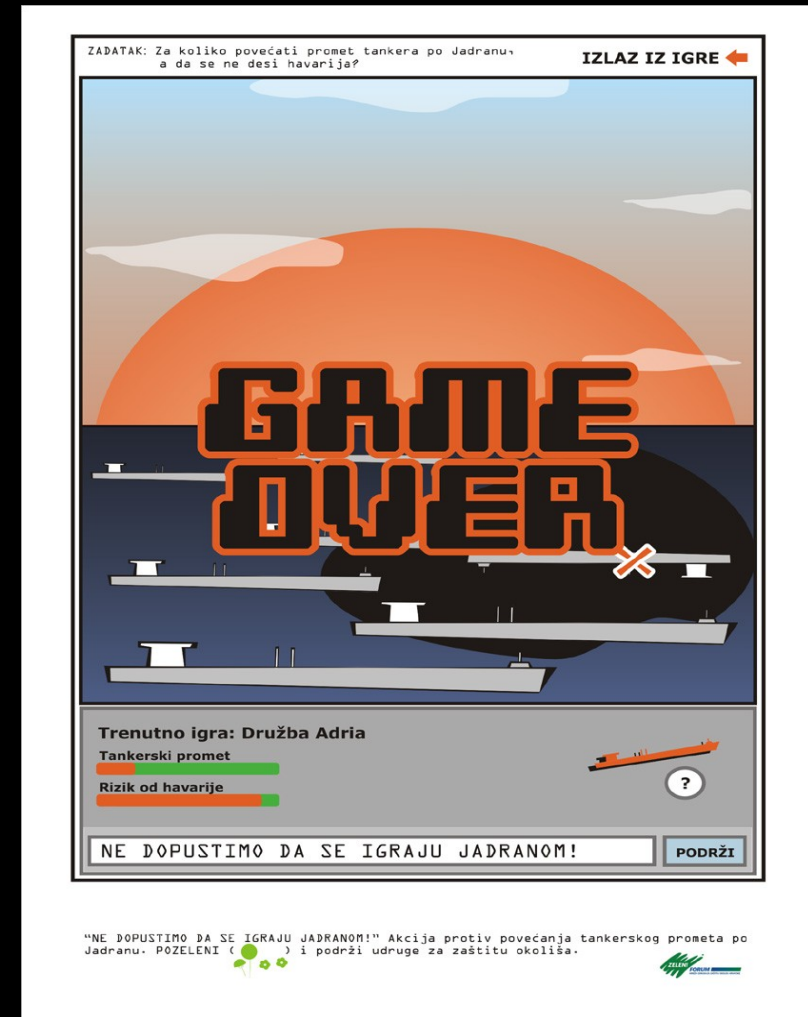 ZADATAK: Za koliko povećati promet tankera po Jadranu,
a da se ne desi havarija?
IZLAZ IZ IGRE
GAME
OVER
Trenutno igra: Družba Adria
Tankerski promet
Rizik od havarije
?
NE DOPUSTIMO DA SE IGRAJU JADRANOM!
PODRŽI
“NE DOPUSTIMO DA SE IGRAJU JADRANOM!” Akcija protiv povećanja tankerskog prometa po
Jadranu. POZELENI ( ) i podrži udruge za zaštitu okoliša.
ZELENI
FORUM